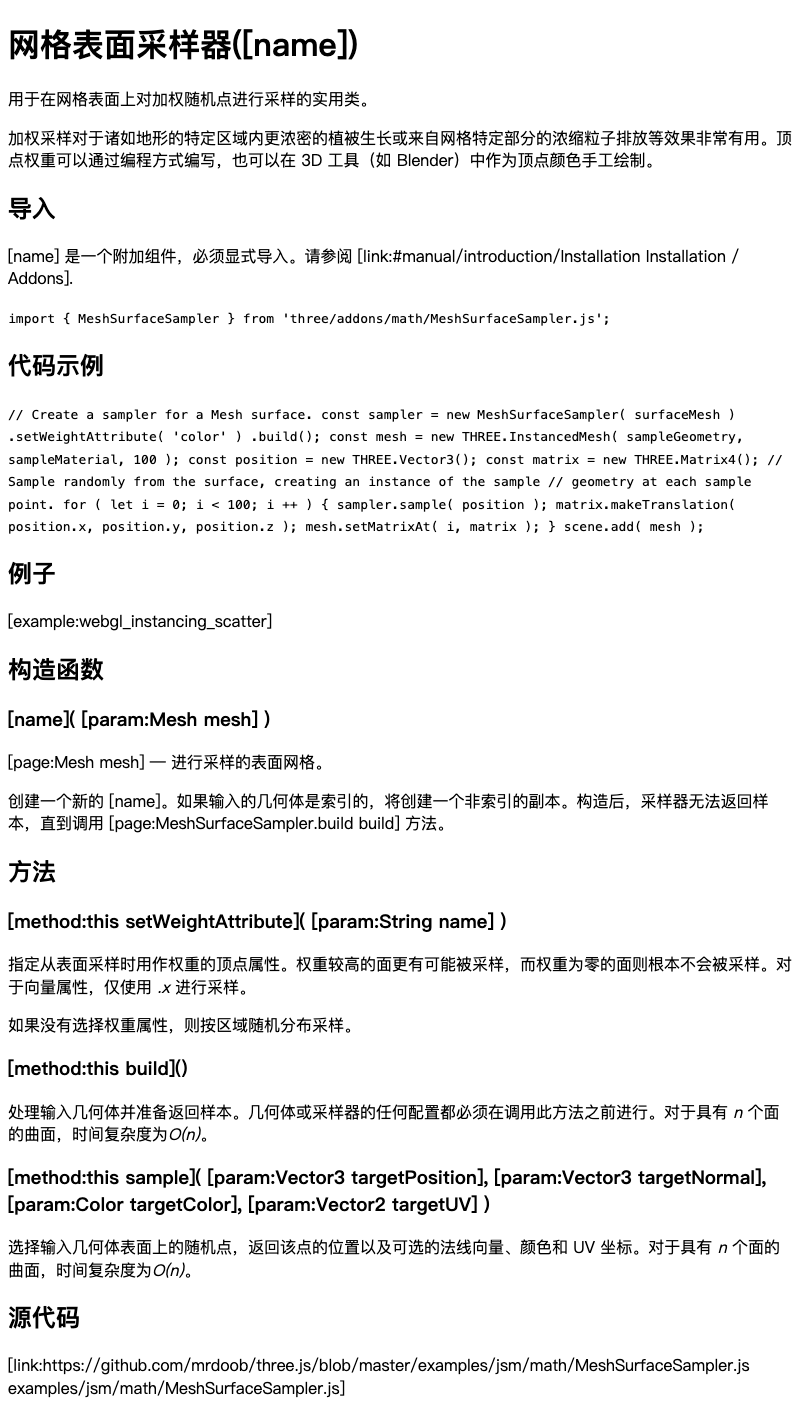 网格表面采样器([name])
用于在网格表面上对加权随机点进行采样的实用类。
加权采样对于诸如地形的特定区域内更浓密的植被生长或来自网格特定部分的浓缩粒子排放等效果非常有用。顶
点权重可以通过编程方式编写，也可以在 3D 工具（如 Blender）中作为顶点颜色手工绘制。
导入
[name] 是一个附加组件，必须显式导入。请参阅 [link:#manual/introduction/Installation Installation /
Addons].
import { MeshSurfaceSampler } from 'three/addons/math/MeshSurfaceSampler.js';
代码示例
// Create a sampler for a Mesh surface. const sampler = new MeshSurfaceSampler( surfaceMesh )
.setWeightAttribute( 'color' ) .build(); const mesh = new THREE.InstancedMesh( sampleGeometry,
sampleMaterial, 100 ); const position = new THREE.Vector3(); const matrix = new THREE.Matrix4(); //
Sample randomly from the surface, creating an instance of the sample // geometry at each sample
point. for ( let i = 0; i < 100; i ++ ) { sampler.sample( position ); matrix.makeTranslation(
position.x, position.y, position.z ); mesh.setMatrixAt( i, matrix ); } scene.add( mesh );
例子
[example:webgl_instancing_scatter]
构造函数
[name]( [param:Mesh mesh] )
[page:Mesh mesh] — 进行采样的表面网格。
创建一个新的 [name]。如果输入的几何体是索引的，将创建一个非索引的副本。构造后，采样器无法返回样
本，直到调用 [page:MeshSurfaceSampler.build build] 方法。
方法
[method:this setWeightAttribute]( [param:String name] )
指定从表面采样时用作权重的顶点属性。权重较高的面更有可能被采样，而权重为零的面则根本不会被采样。对
于向量属性，仅使用 .x 进行采样。
如果没有选择权重属性，则按区域随机分布采样。
[method:this build]()
处理输入几何体并准备返回样本。几何体或采样器的任何配置都必须在调用此方法之前进行。对于具有 n 个面
的曲面，时间复杂度为O(n)。
[method:this sample]( [param:Vector3 targetPosition], [param:Vector3 targetNormal],
[param:Color targetColor], [param:Vector2 targetUV] )
选择输入几何体表面上的随机点，返回该点的位置以及可选的法线向量、颜色和 UV 坐标。对于具有 n 个面的
曲面，时间复杂度为O(n)。
源代码
[link:https://github.com/mrdoob/three.js/blob/master/examples/jsm/math/MeshSurfaceSampler.js
examples/jsm/math/MeshSurfaceSampler.js]